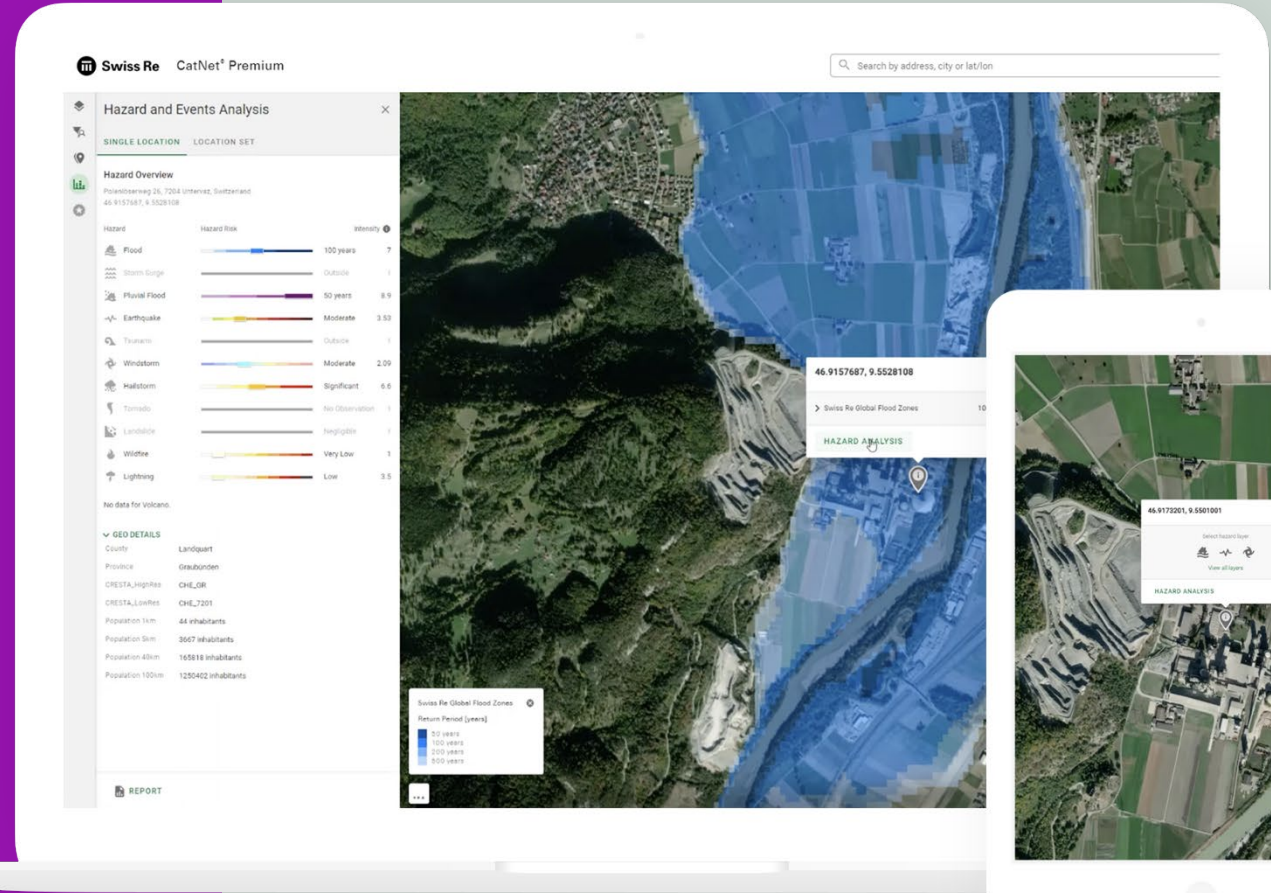 Swiss Re CatNet® Premium
Search by address, city or lat/lon
Hazard and Events Analysis
SINGLE LOCATION LOCATION SET
Hazard Overview
26, 7204 Untervaz, Switzerland
46.9157687, 9.5528108
Hazard Hazard Risk Intensity
Flood 100 years 7
Storm Surge Outside
Pluvial Flood 50 years 8.9
Earthquake Moderate 3.53
Tsunami Outside
Windstorm Moderate 2.09
Hailstorm Significant 6.6
Tornado No Observation
Landslide Negligible
Wildfire Very Low 1
Lightning Low 3.5
No data for Volcano.
GEO DETAILS
County Landquart
Province Graubünden
CRESTA_HighRes CHE_GR
CRESTA_LowRes CHE_7201
Population 1km 44 inhabitants
Population 5km 3667 inhabitants
Population 40km 165818 inhabitants
Population 100km 1250402 inhabitants
REPORT
46.9157687, 9.5528108
Swiss Re Global Flood Zones 10
HAZARD ANALYSIS
Swiss Re Global Flood Zones
Return Period [years]
50 years
100 years
200 years
500 years
46.9173201, 9.5501001
Select hazard layer
View all layers
HAZARD ANALYSIS